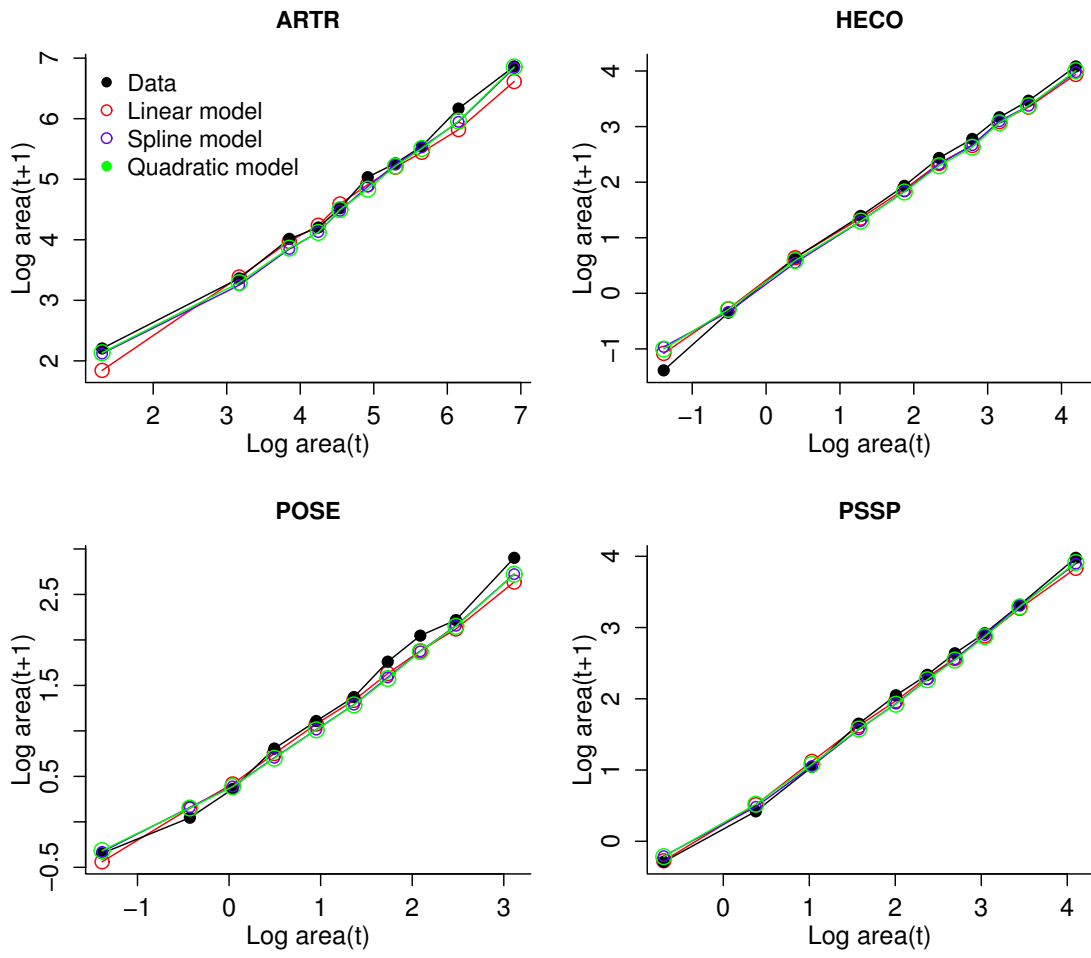 ARTR
Log area(t+1)
7
6
5
4
3
2
Data
Linear model
Spline model
Quadratic model
2 3 4 5 6 7
Log area(t)
HECO
Log area(t+1)
4
3
2
1
0
−1
−1 0 1 2 3 4
Log area(t)
POSE
Log area(t+1)
2.5
1.5
0.5
−0.5
−1 0 1 2 3
Log area(t)
PSSP
Log area(t+1)
4
3
2
1
0
0 1 2 3 4
Log area(t)